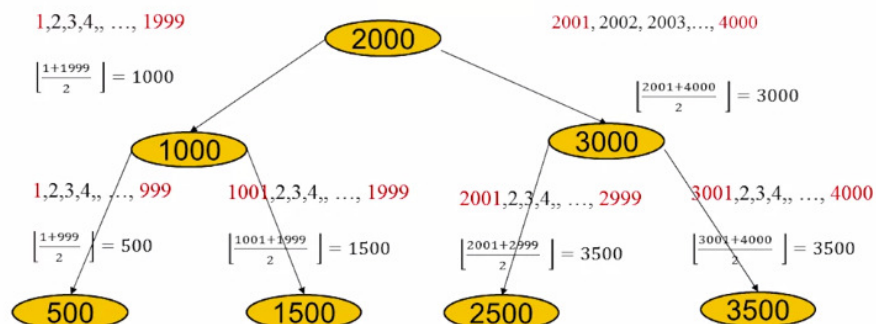 1,2,3,4,, …, 1999
2000
2001, 2002, 2003,…, 4000
⌊(1+1999)/2⌋ = 1000
⌊(2001+4000)/2⌋ = 3000
1000
3000
1,2,3,4,, …, 999
1001,2,3,4,, …, 1999
2001,2,3,4,, …, 2999
3001,2,3,4,, …, 4000
⌊(1+999)/2⌋ = 500
⌊(1001+1999)/2⌋ = 1500
⌊(2001+2999)/2⌋ = 3500
⌊(3001+4000)/2⌋ = 3500
500
1500
2500
3500